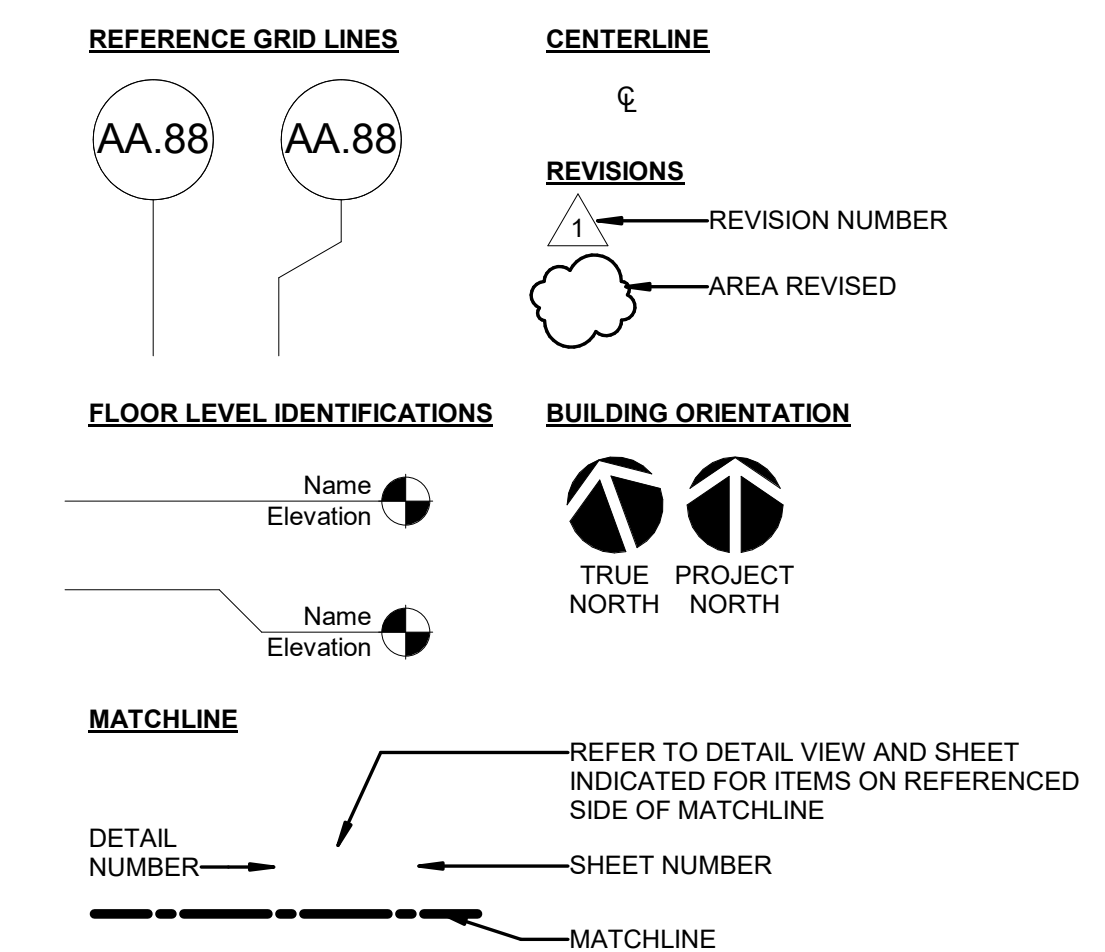 REFERENCE GRID LINES
AA.88
AA.88
CENTERLINE
℄
REVISIONS
1
REVISION NUMBER
AREA REVISED
FLOOR LEVEL IDENTIFICATIONS
Name
Elevation
Name
Elevation
BUILDING ORIENTATION
TRUE
NORTH
PROJECT
NORTH
MATCHLINE
REFER TO DETAIL VIEW AND SHEET
INDICATED FOR ITEMS ON REFERENCED
SIDE OF MATCHLINE
DETAIL
NUMBER
SHEET NUMBER
MATCHLINE